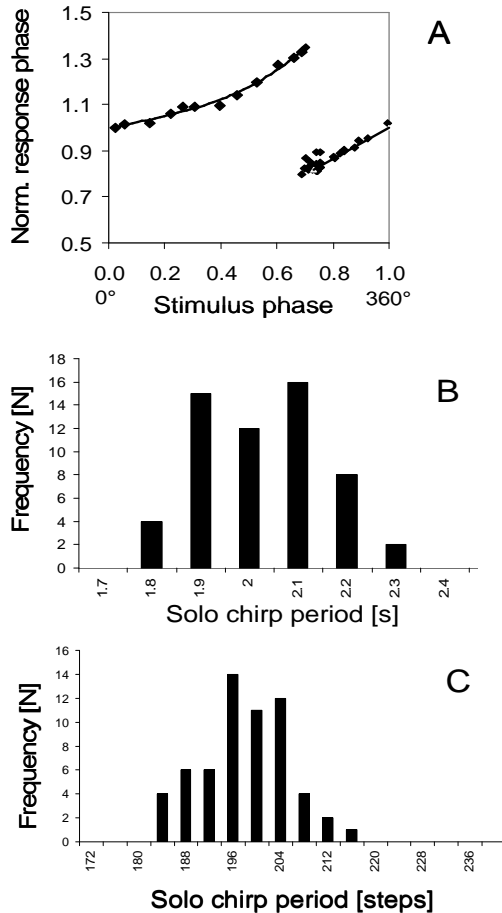 A
Norm. response phase
1.5
1.3
1.1
0.9
0.7
0.5
0.0 0.2 0.4 0.6 0.8 1.0
0° Stimulus phase 360°
B
Frequency [N]
18
16
14
12
10
8
6
4
2
0
1.7 1.8 1.9 2 2.1 2.2 2.3 2.4
Solo chirp period [s]
C
Frequency [N]
16
14
12
10
8
6
4
2
0
172 180 188 196 204 212 220 228 236
Solo chirp period [steps]